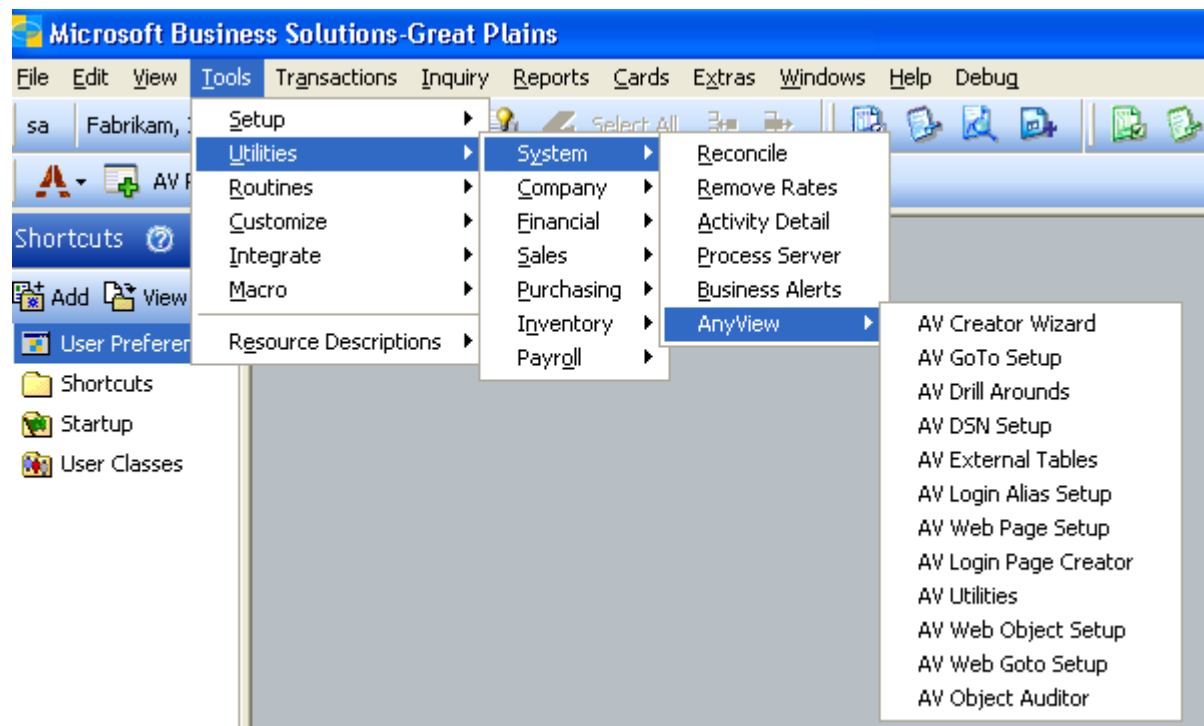 Microsoft Business Solutions-Great Plains
File Edit View Tools Transactions Inquiry Reports Cards Extras Windows Help Debug
sa Fabrikam, Select All
AV
Shortcuts
Add View
User Prefer
Shortcuts
Startup
User Classes
Setup
Utilities
Routines
Customize
Integrate
Macro
Resource Descriptions
System
Company
Financial
Sales
Purchasing
Inventory
Payroll
Reconcile
Remove Rates
Activity Detail
Process Server
Business Alerts
AnyView
AV Creator Wizard
AV GoTo Setup
AV Drill Arounds
AV DSN Setup
AV External Tables
AV Login Alias Setup
AV Web Page Setup
AV Login Page Creator
AV Utilities
AV Web Object Setup
AV Web Goto Setup
AV Object Auditor